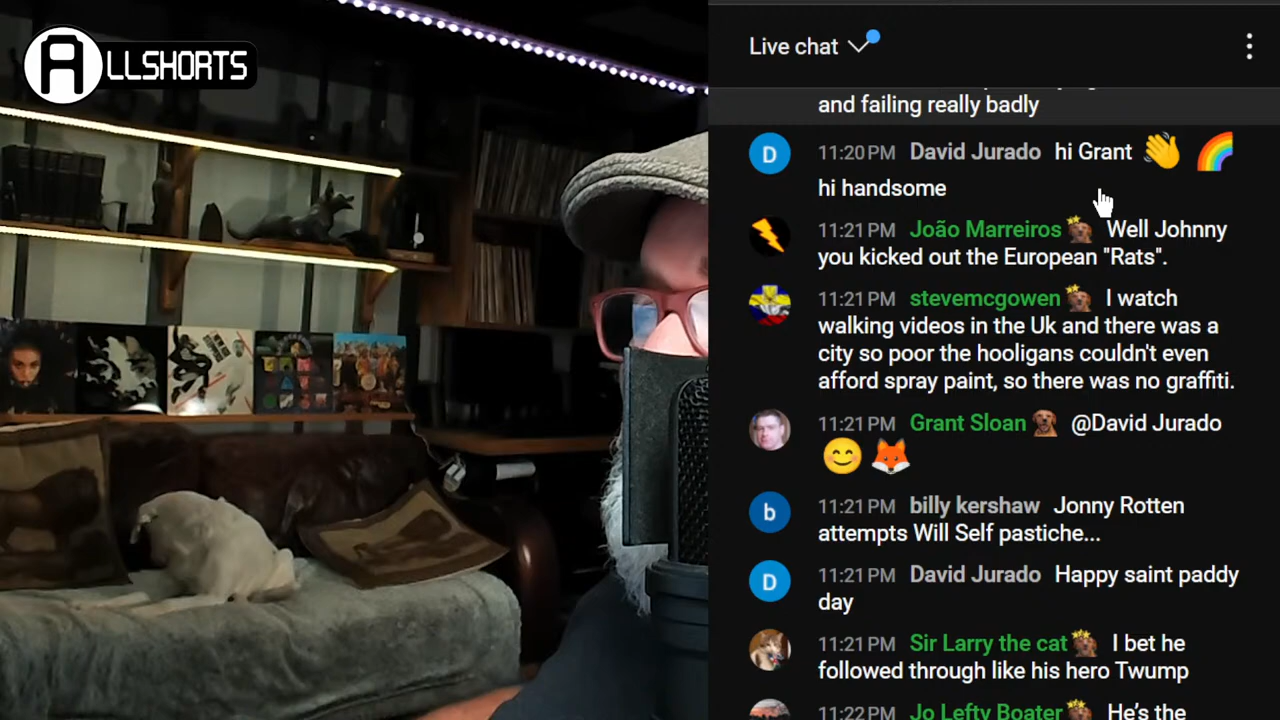 ALLSHORTS
Live chat
and failing really badly
D 11:20 PM David Jurado hi Grant 👋 🌈
hi handsome
11:21 PM João Marreiros Well Johnny
you kicked out the European "Rats".
11:21 PM stevemcgowen I watch
walking videos in the Uk and there was a
city so poor the hooligans couldn't even
afford spray paint, so there was no graffiti.
11:21 PM Grant Sloan @David Jurado
😊 🦊
b 11:21 PM billy kershaw Jonny Rotten
attempts Will Self pastiche...
D 11:21 PM David Jurado Happy saint paddy
day
11:21 PM Sir Larry the cat I bet he
followed through like his hero Twump
11:22 PM Jo Lefty Boater He's the